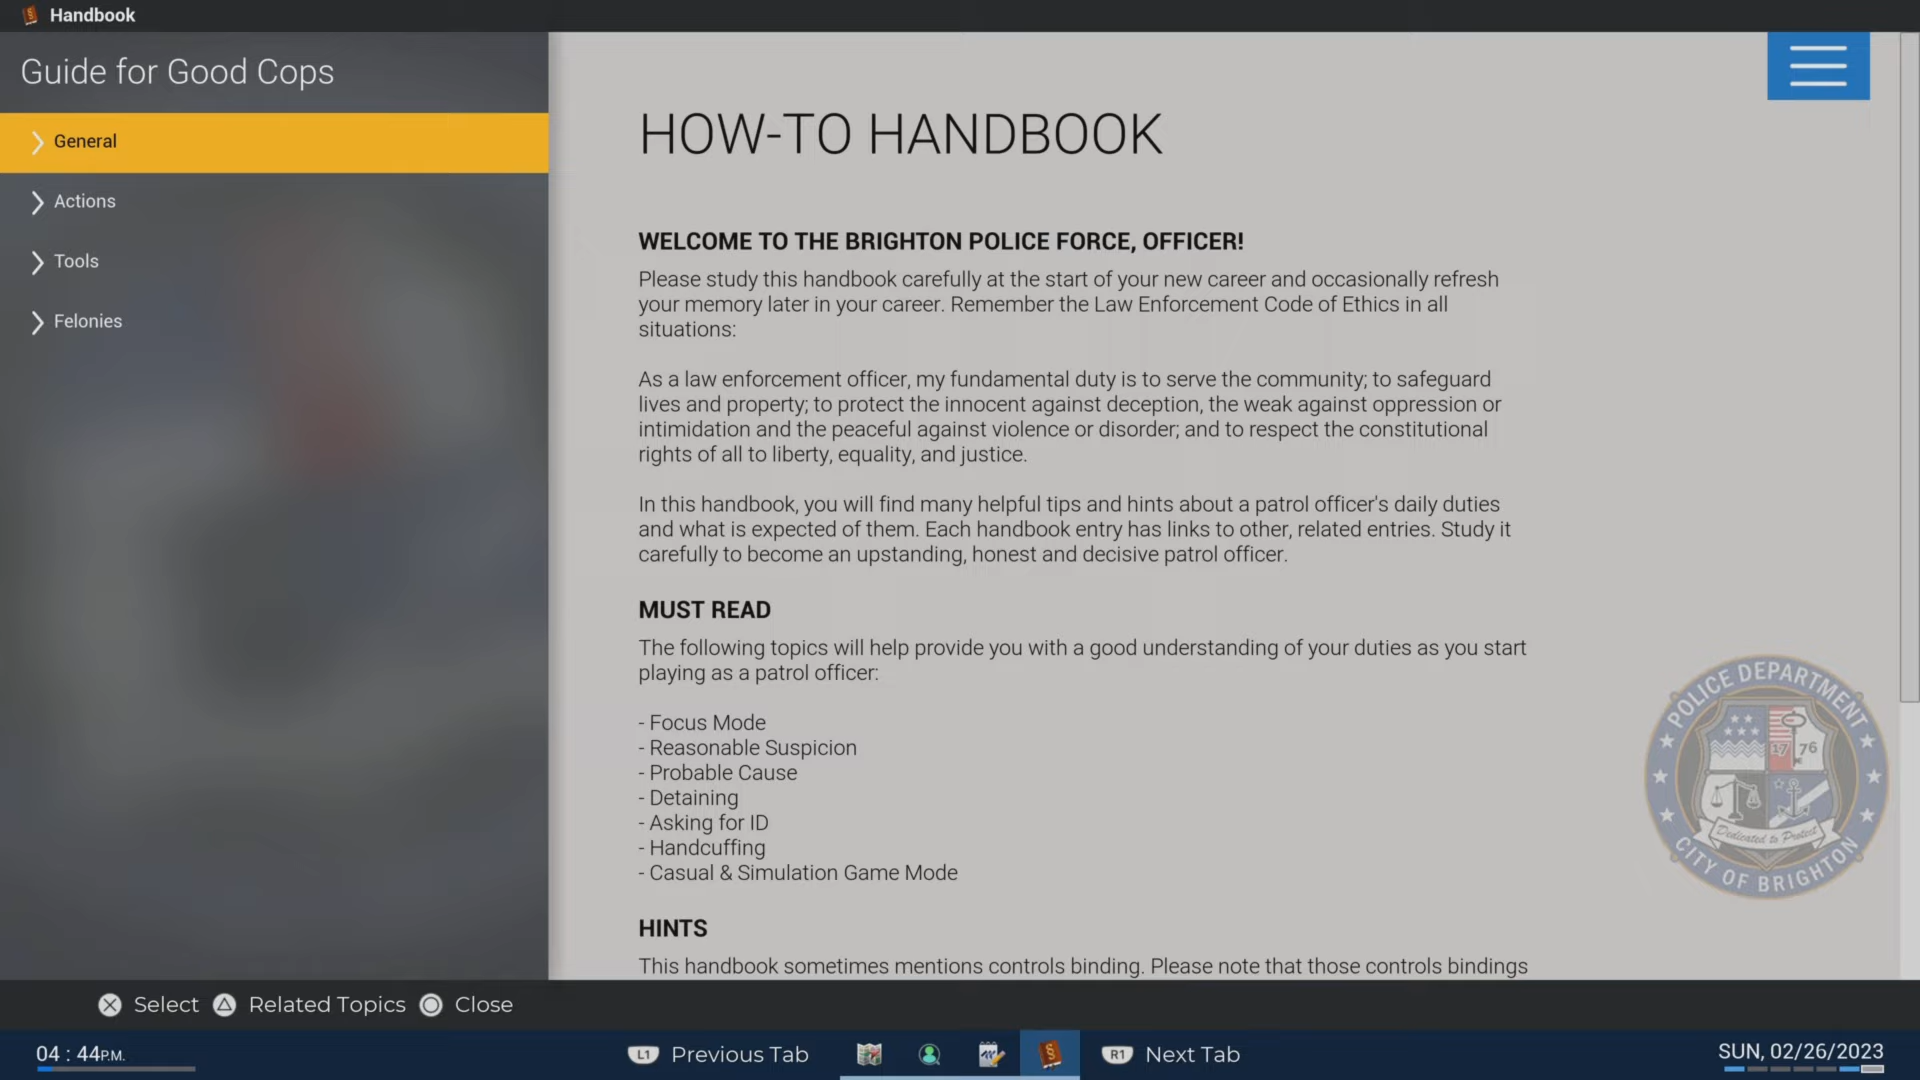 Handbook
Guide for Good Cops
General
Actions
Tools
Felonies
HOW-TO HANDBOOK
WELCOME TO THE BRIGHTON POLICE FORCE, OFFICER!
Please study this handbook carefully at the start of your new career and occasionally refresh
your memory later in your career. Remember the Law Enforcement Code of Ethics in all
situations:
As a law enforcement officer, my fundamental duty is to serve the community; to safeguard
lives and property; to protect the innocent against deception, the weak against oppression or
intimidation and the peaceful against violence or disorder; and to respect the constitutional
rights of all to liberty, equality, and justice.
In this handbook, you will find many helpful tips and hints about a patrol officer's daily duties
and what is expected of them. Each handbook entry has links to other, related entries. Study it
carefully to become an upstanding, honest and decisive patrol officer.
MUST READ
The following topics will help provide you with a good understanding of your duties as you start
playing as a patrol officer:
- Focus Mode
- Reasonable Suspicion
- Probable Cause
- Detaining
- Asking for ID
- Handcuffing
- Casual & Simulation Game Mode
HINTS
This handbook sometimes mentions controls binding. Please note that those controls bindings
POLICE DEPARTMENT
17 76
Dedicated to Protect
CITY OF BRIGHTON
Select Related Topics Close
04 : 44P.M.
L1 Previous Tab
R1 Next Tab
SUN, 02/26/2023